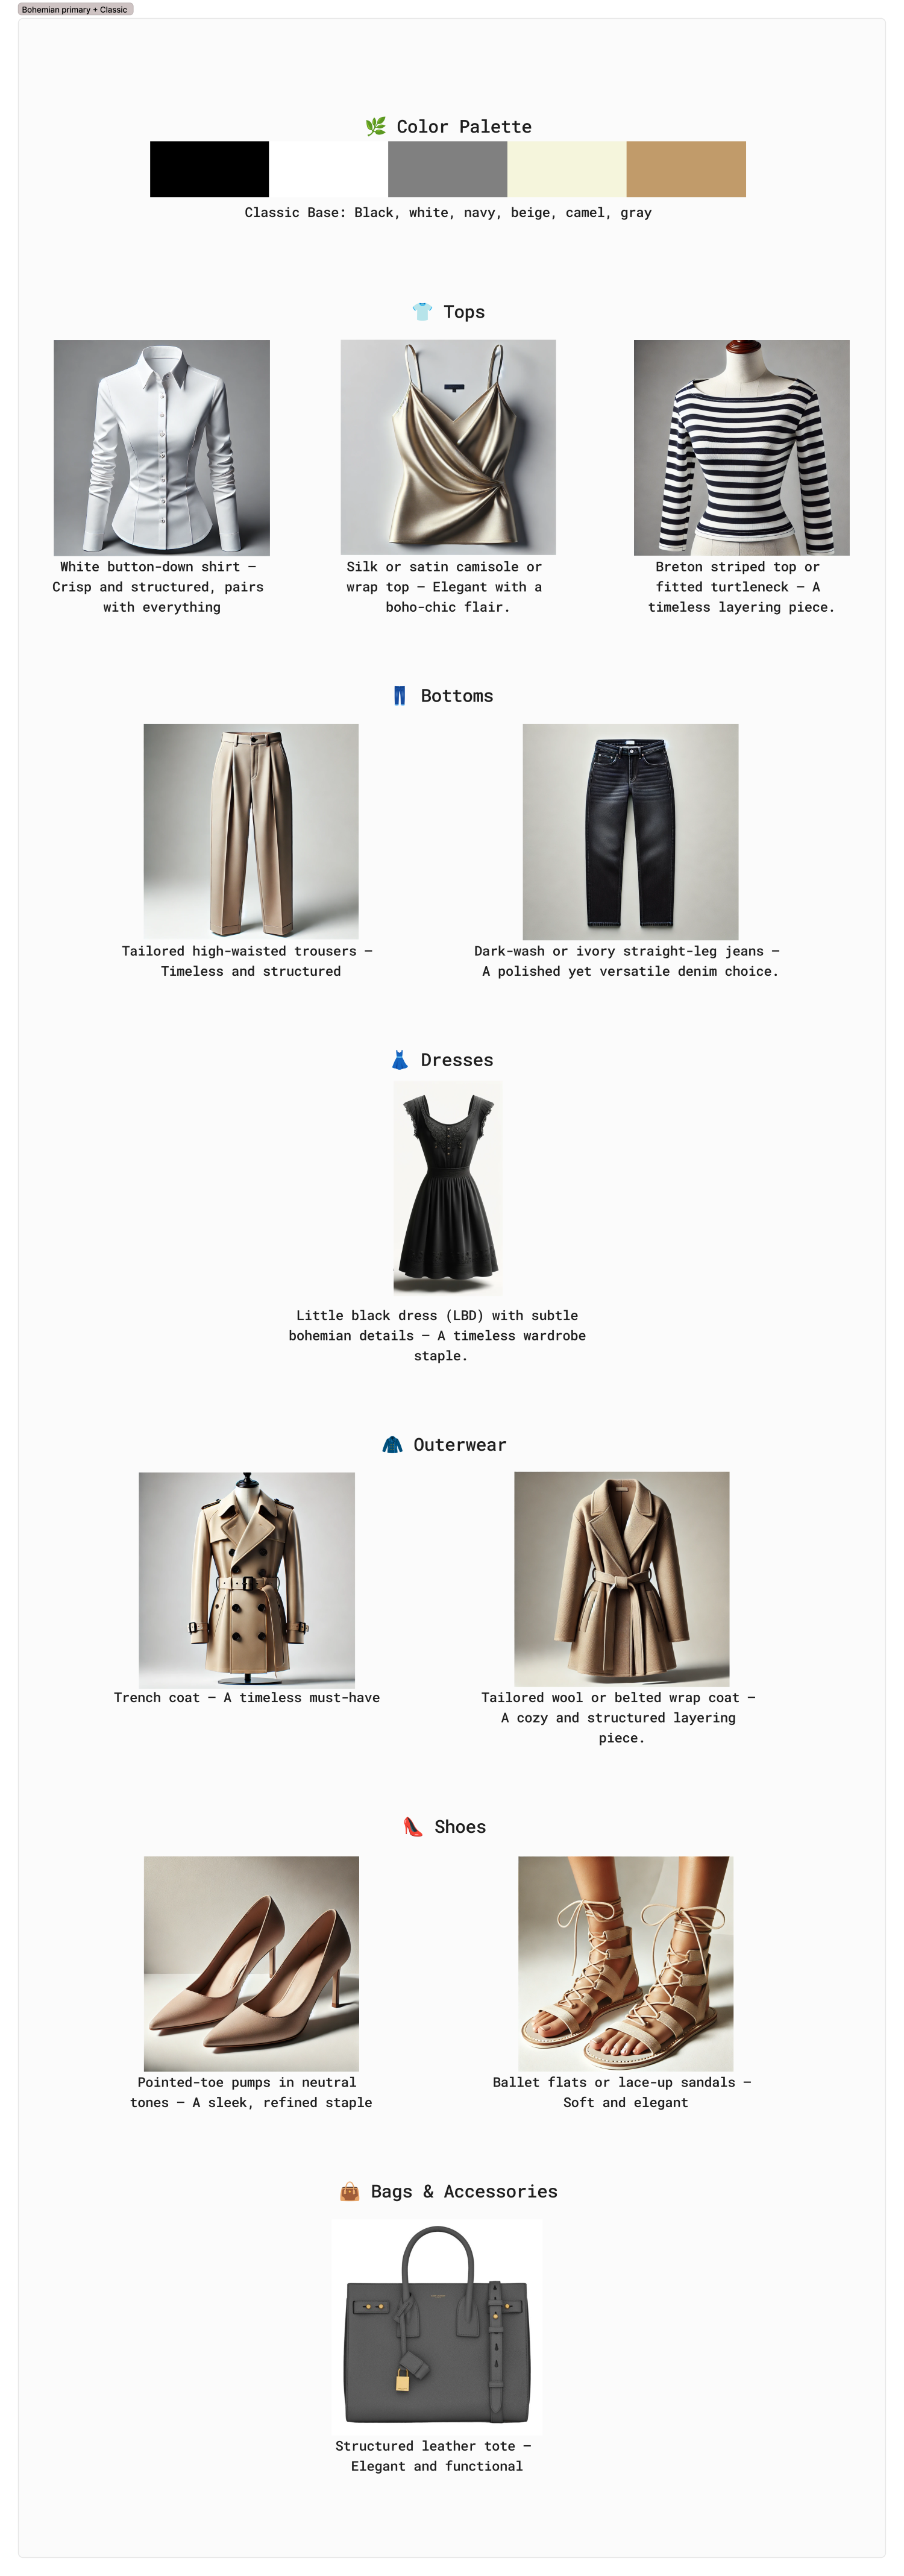 Bohemian primary + Classic
🌿 Color Palette
Classic Base: Black, white, navy, beige, camel, gray
👕 Tops
White button-down shirt –
Crisp and structured, pairs
with everything
Silk or satin camisole or
wrap top – Elegant with a
boho-chic flair.
Breton striped top or
fitted turtleneck – A
timeless layering piece.
👖 Bottoms
Tailored high-waisted trousers –
Timeless and structured
Dark-wash or ivory straight-leg jeans –
A polished yet versatile denim choice.
👗 Dresses
Little black dress (LBD) with subtle
bohemian details – A timeless wardrobe
staple.
🧥 Outerwear
Trench coat – A timeless must-have
Tailored wool or belted wrap coat –
A cozy and structured layering
piece.
👠 Shoes
Pointed-toe pumps in neutral
tones – A sleek, refined staple
Ballet flats or lace-up sandals –
Soft and elegant
👜 Bags & Accessories
Structured leather tote –
Elegant and functional